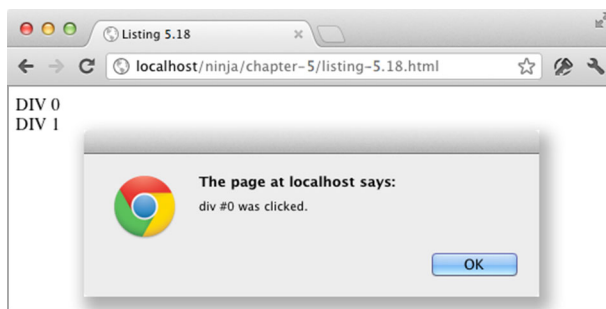 Listing 5.18
localhost/ninja/chapter-5/listing-5.18.html
DIV 0
DIV 1
The page at localhost says:
div #0 was clicked.
OK